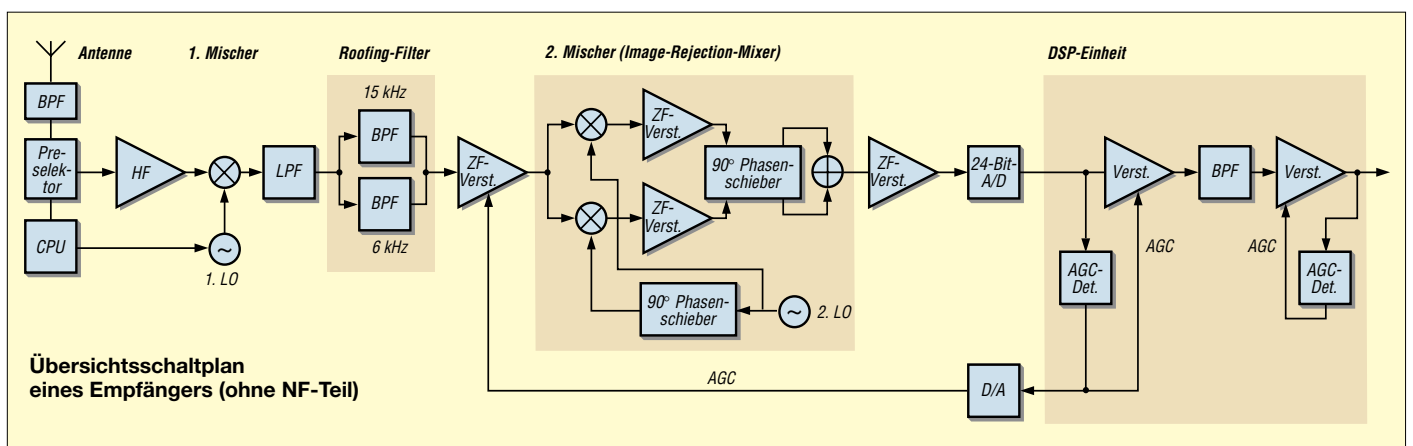 Antenne
1. Mischer
Roofing-Filter
2. Mischer (Image-Rejection-Mixer)
DSP-Einheit
BPF
Pre-
selek-
tor
CPU
HF
1. LO
~
LPF
15 kHz
BPF
BPF
6 kHz
ZF-
Verst.
ZF-
Verst.
ZF-
Verst.
90° Phasen-
schieber
90° Phasen-
schieber
~
2. LO
ZF-
Verst.
24-Bit-
A/D
Verst.
BPF
Verst.
AGC-
Det.
AGC
AGC
AGC-
Det.
AGC
D/A
Übersichtsschaltplan
eines Empfängers (ohne NF-Teil)